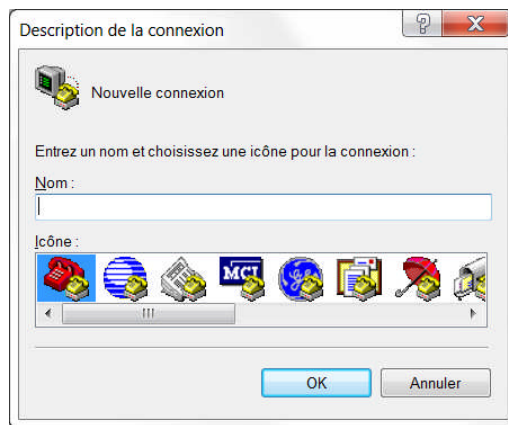 Description de la connexion
Nouvelle connexion
Entrez un nom et choisissez une icône pour la connexion :
Nom :
Icône :
MCI
OK
Annuler